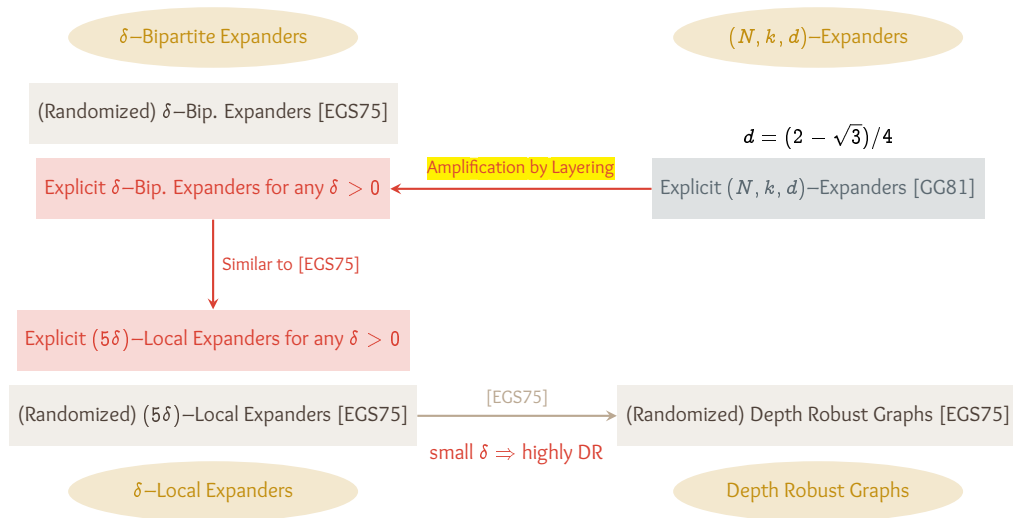 δ–Bipartite Expanders
(N, k, d)–Expanders
(Randomized) δ–Bip. Expanders [EGS75]
d = (2 − √3)/4
Explicit δ–Bip. Expanders for any δ > 0
Amplification by Layering
Explicit (N, k, d)–Expanders [GG81]
Similar to [EGS75]
Explicit (5δ)–Local Expanders for any δ > 0
(Randomized) (5δ)–Local Expanders [EGS75]
[EGS75]
(Randomized) Depth Robust Graphs [EGS75]
small δ ⇒ highly DR
δ–Local Expanders
Depth Robust Graphs